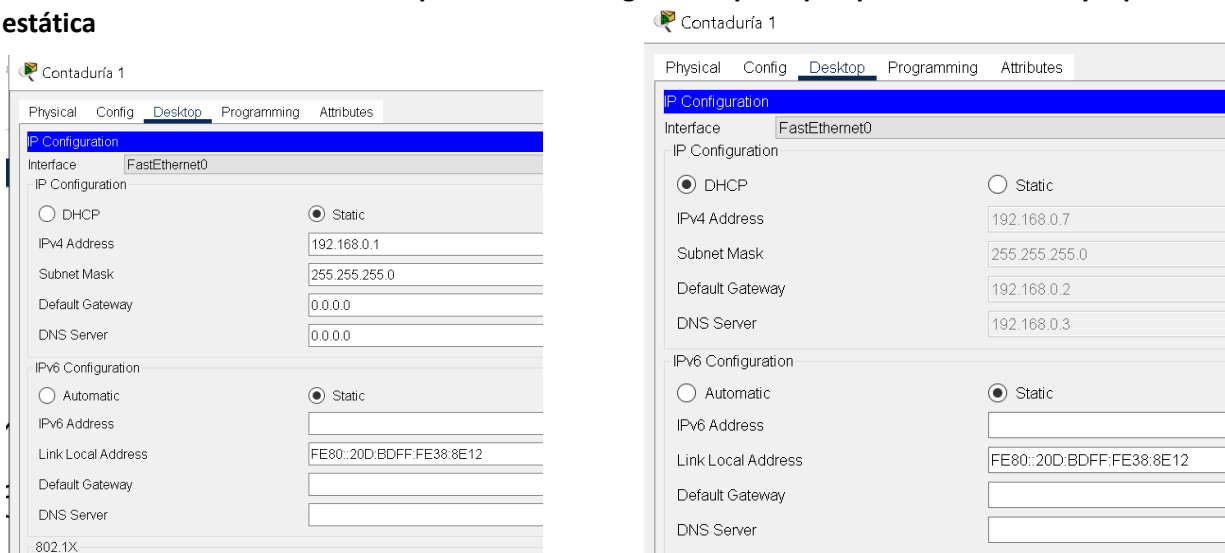 estática
Contaduría 1
Physical Config Desktop Programming Attributes
IP Configuration
Interface FastEthernet0
IP Configuration
DHCP Static
IPv4 Address 192.168.0.1
Subnet Mask 255.255.255.0
Default Gateway 0.0.0.0
DNS Server 0.0.0.0
IPv6 Configuration
Automatic Static
IPv6 Address
Link Local Address FE80::20D:BDFF:FE38:8E12
Default Gateway
DNS Server
802.1X
Contaduría 1
Physical Config Desktop Programming Attributes
IP Configuration
Interface FastEthernet0
IP Configuration
DHCP Static
IPv4 Address 192.168.0.7
Subnet Mask 255.255.255.0
Default Gateway 192.168.0.2
DNS Server 192.168.0.3
IPv6 Configuration
Automatic Static
IPv6 Address
Link Local Address FE80::20D:BDFF:FE38:8E12
Default Gateway
DNS Server